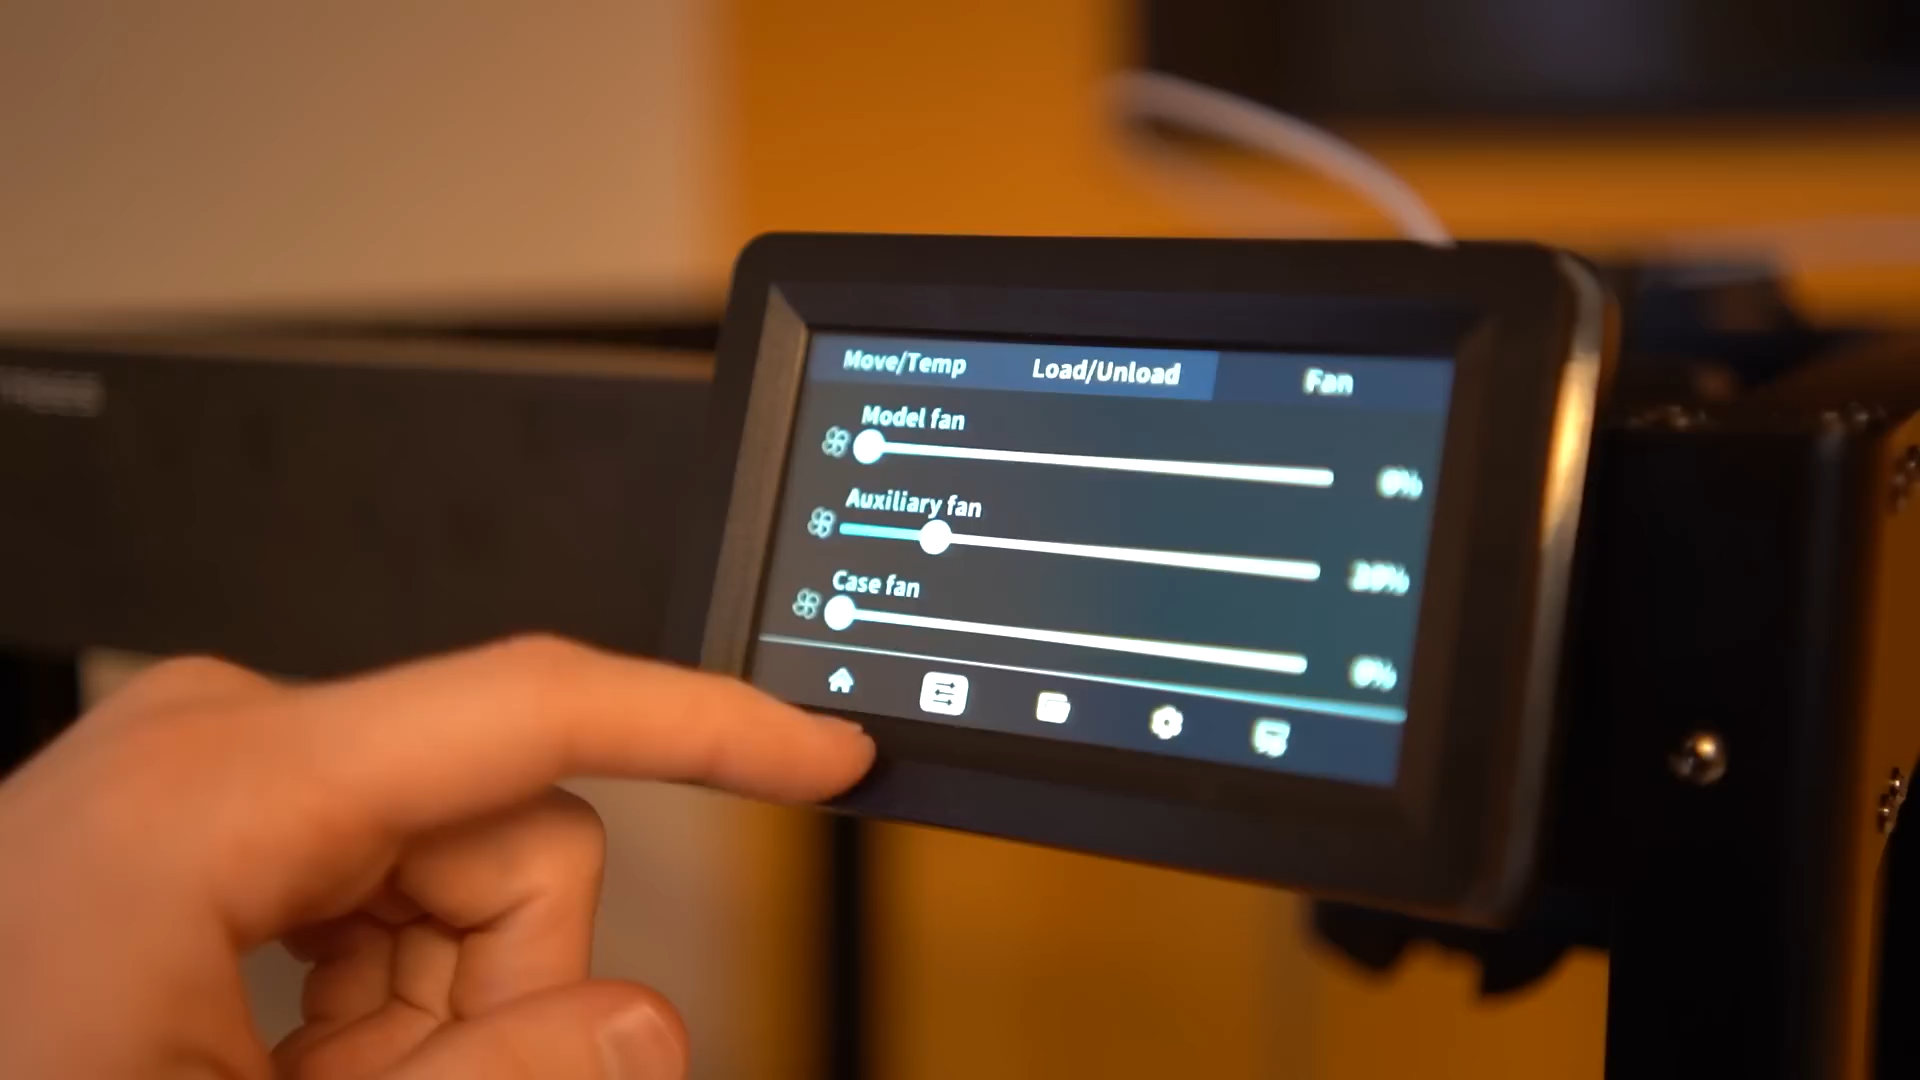 Move/Temp Load/Unload Fan
Model fan
0%
Auxiliary fan
Case fan
0%